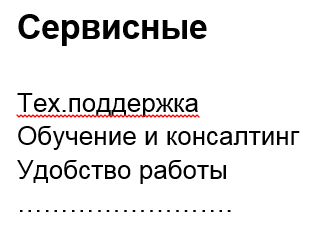 Сервисные
Тех.поддержка
Обучение и консалтинг
Удобство работы
………………………